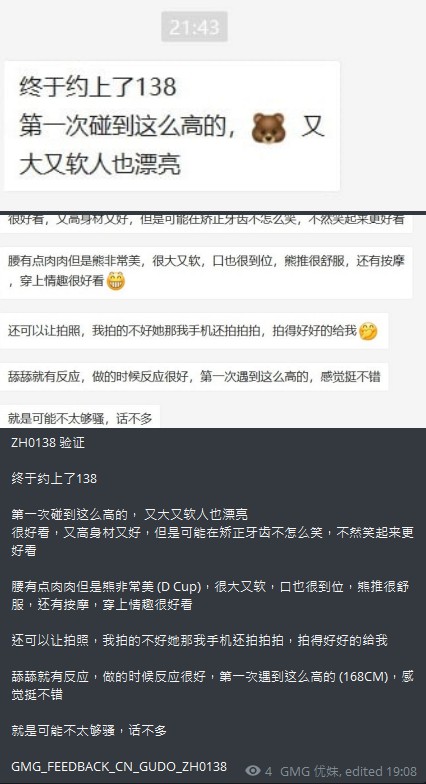 21:43
终于约上了138
第一次碰到这么高的，🐻 又
大又软人也漂亮
很好看，又高身材又好，但是可能在矫正牙齿不怎么笑，不然笑起来更好看
腰有点肉肉但是熊非常美，很大又软，口也很到位，熊推很舒服，还有按摩
，穿上情趣很好看😁
还可以让拍照，我拍的不好她那我手机还拍拍拍，拍得好好的给我🤭
舔舔就有反应，做的时候反应很好，第一次遇到这么高的，感觉挺不错
就是可能不太够骚，话不多
ZH0138 验证
终于约上了138
第一次碰到这么高的， 又大又软人也漂亮
很好看，又高身材又好，但是可能在矫正牙齿不怎么笑，不然笑起来更
好看
腰有点肉肉但是熊非常美 (D Cup)，很大又软，口也很到位，熊推很舒
服，还有按摩，穿上情趣很好看
还可以让拍照，我拍的不好她那我手机还拍拍拍，拍得好好的给我
舔舔就有反应，做的时候反应很好，第一次遇到这么高的 (168CM)，感
觉挺不错
就是可能不太够骚，话不多
GMG_FEEDBACK_CN_GUDO_ZH0138
4 GMG 优妹, edited 19:08